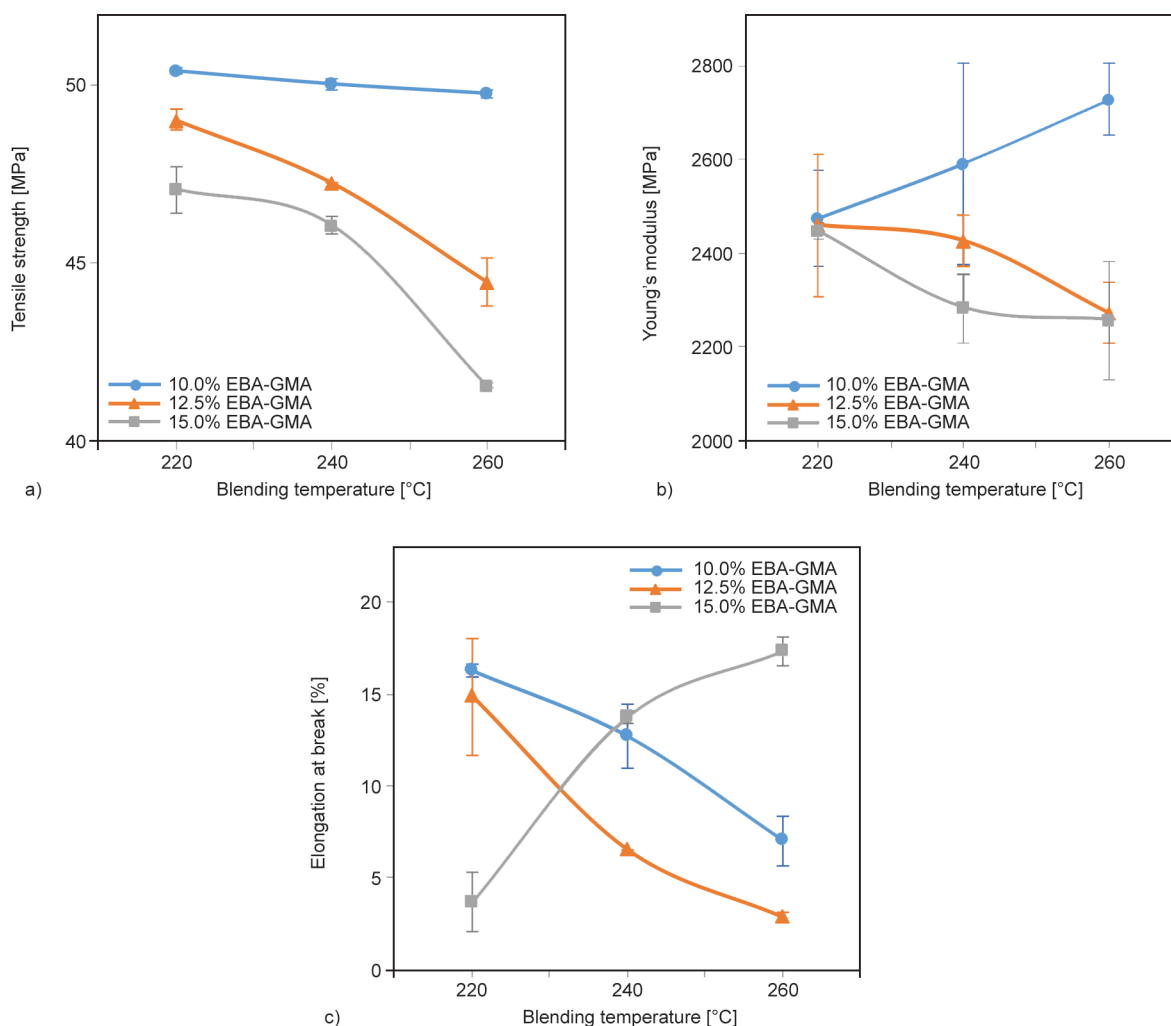 50
45
40
Tensile strength [MPa]
10.0% EBA-GMA
12.5% EBA-GMA
15.0% EBA-GMA
220
240
260
Blending temperature [°C]
a)
2800
2600
2400
2200
2000
Young's modulus [MPa]
10.0% EBA-GMA
12.5% EBA-GMA
15.0% EBA-GMA
220
240
260
Blending temperature [°C]
b)
20
15
10
5
0
Elongation at break [%]
10.0% EBA-GMA
12.5% EBA-GMA
15.0% EBA-GMA
220
240
260
Blending temperature [°C]
c)